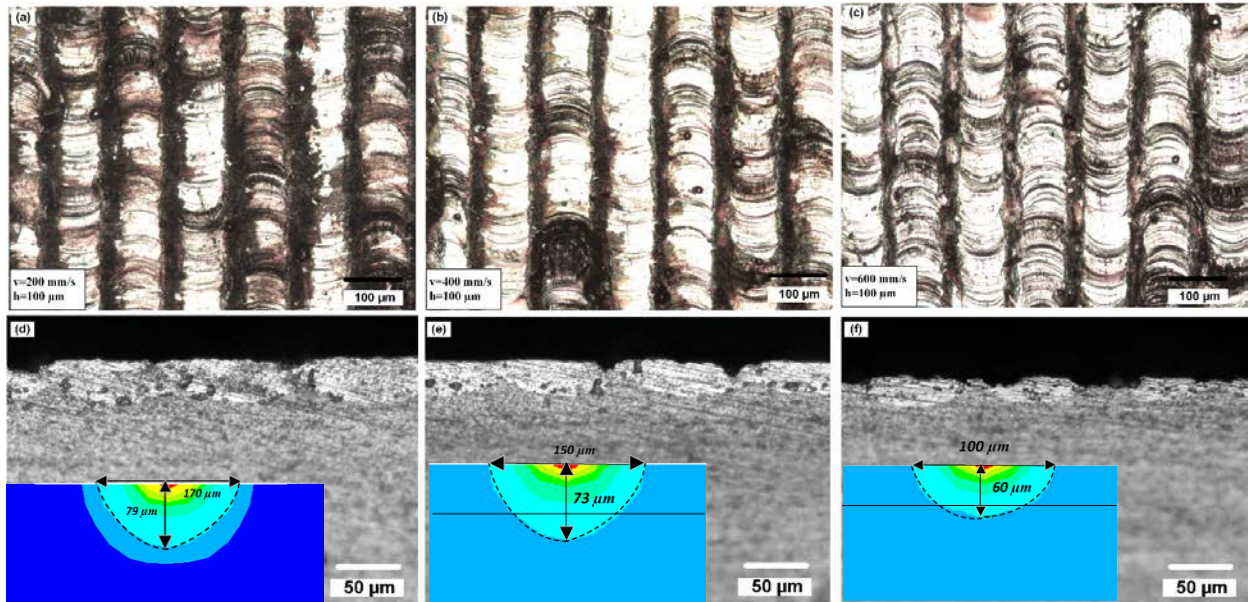 (a)
(b)
(c)
v=200 mm/s
h=100 µm
100 µm
v=400 mm/s
h=100 µm
100 µm
v=600 mm/s
h=100 µm
100 µm
(d)
(e)
(f)
170 µm
79 µm
50 µm
150 µm
73 µm
50 µm
100 µm
60 µm
50 µm